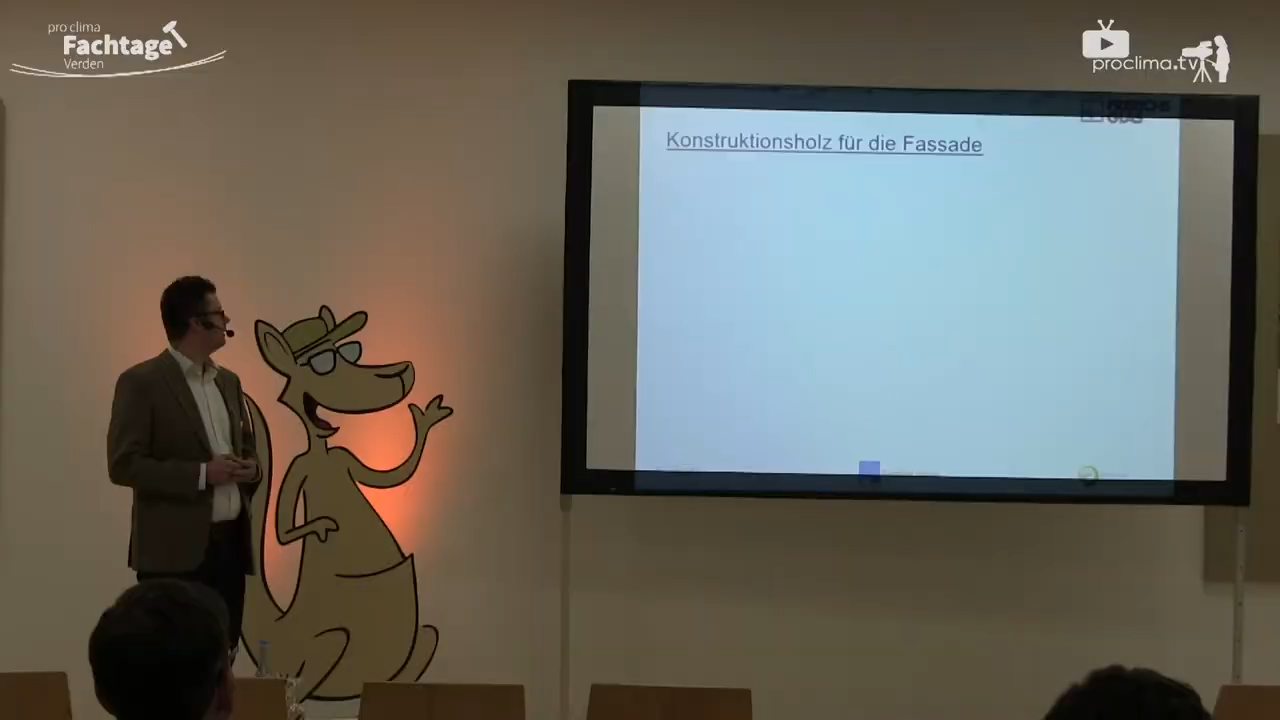 pro clima
Fachtage
Verden
proclima.tv
Konstruktionsholz für die Fassade